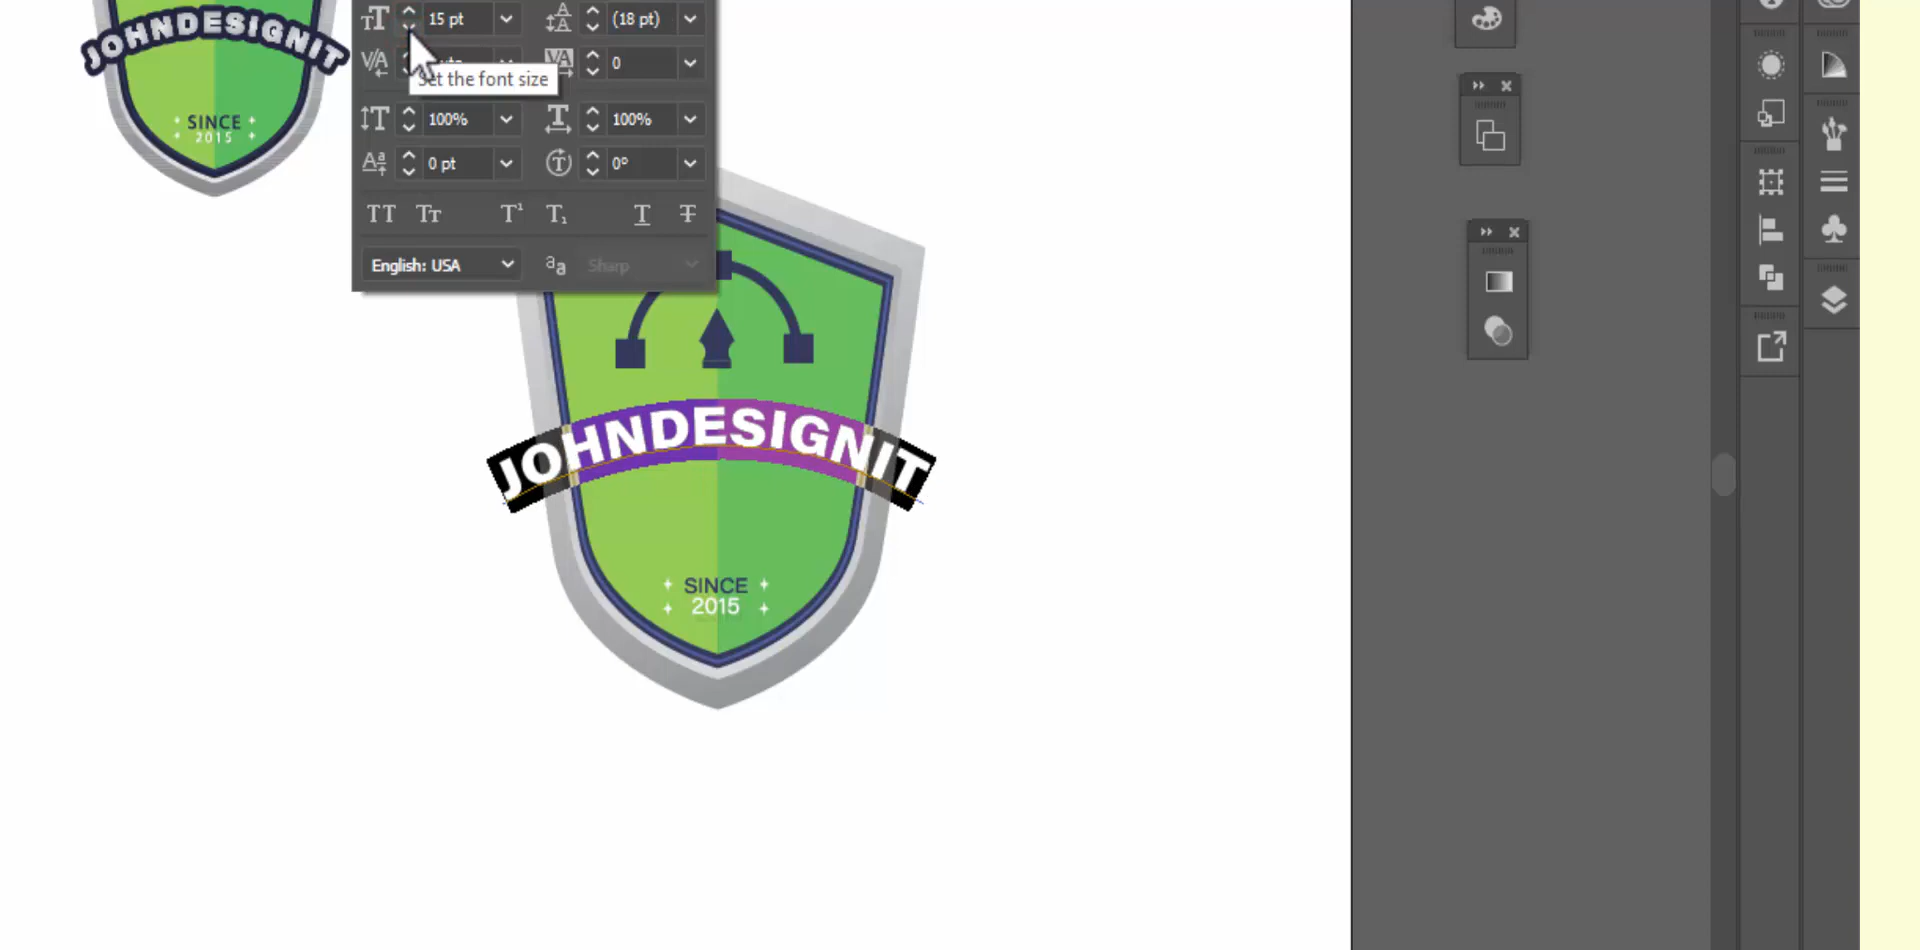 JOHNDESIGNIT
SINCE
2015
15 pt
(18 pt)
0
Set the font size
100%
100%
0 pt
0°
English: USA
Sharp
JOHNDESIGNIT
SINCE
2015